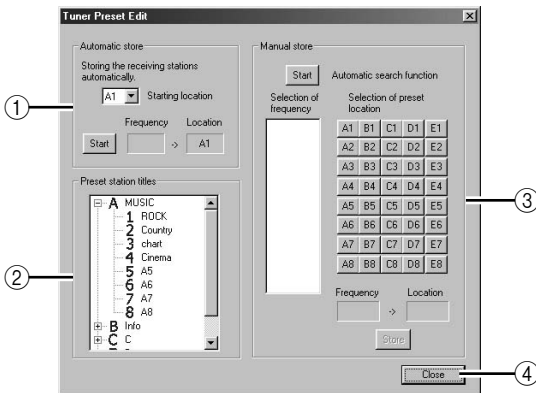 Tuner Preset Edit
Automatic store
Storing the receiving stations
automatically.
A1 Starting location
Frequency Location
Start -> A1
Preset station titles
A MUSIC
1 ROCK
2 Country
3 chart
4 Cinema
5 A5
6 A6
7 A7
8 A8
B Info
C C
Manual store
Start Automatic search function
Selection of
frequency
Selection of preset
location
A1 B1 C1 D1 E1
A2 B2 C2 D2 E2
A3 B3 C3 D3 E3
A4 B4 C4 D4 E4
A5 B5 C5 D5 E5
A6 B6 C6 D6 E6
A7 B7 C7 D7 E7
A8 B8 C8 D8 E8
Frequency Location
->
Store
Close
1
2
3
4